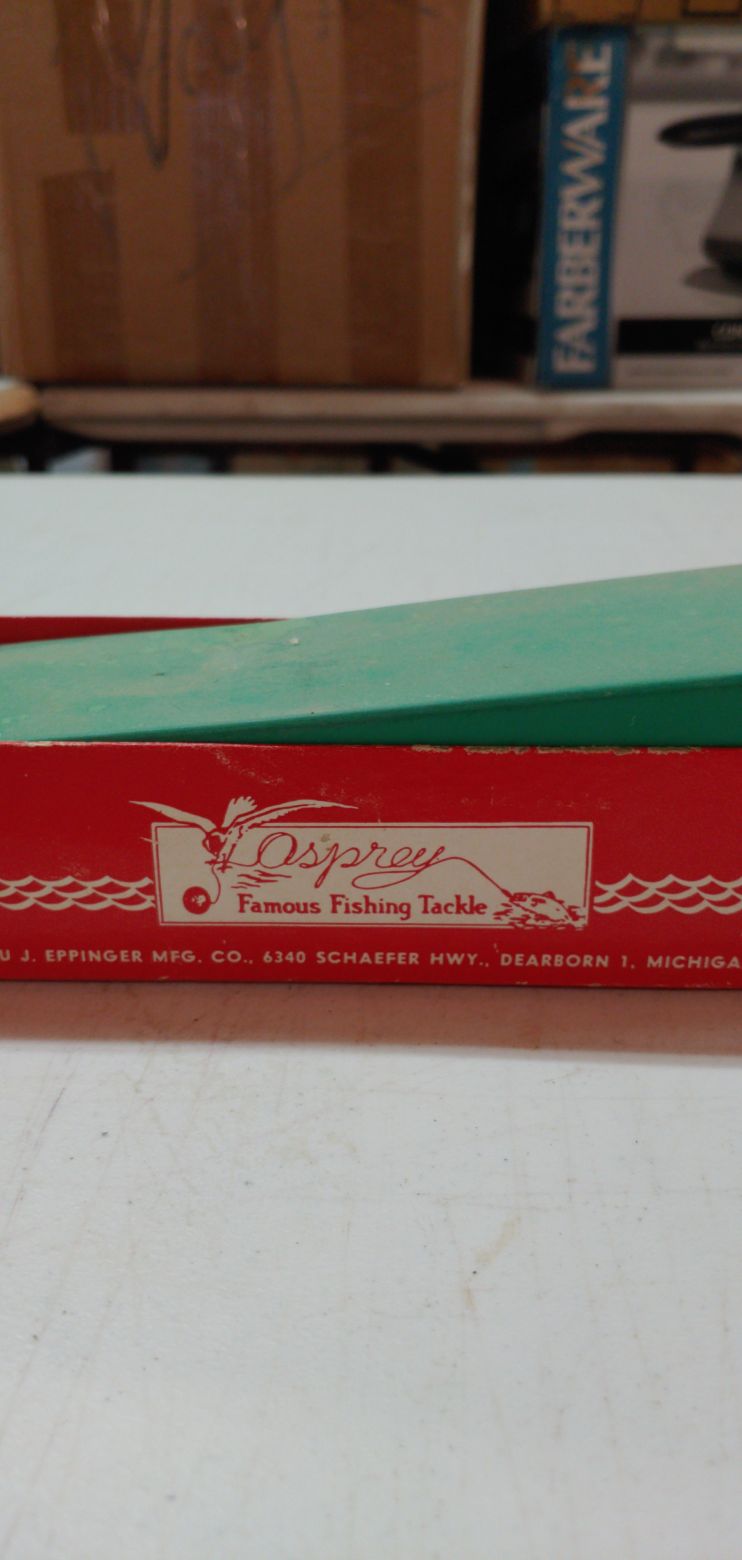 FARBERWARE
Osprey
Famous Fishing Tackle
U J. EPPINGER MFG. CO., 6340 SCHAEFER HWY., DEARBORN 1, MICHIGA